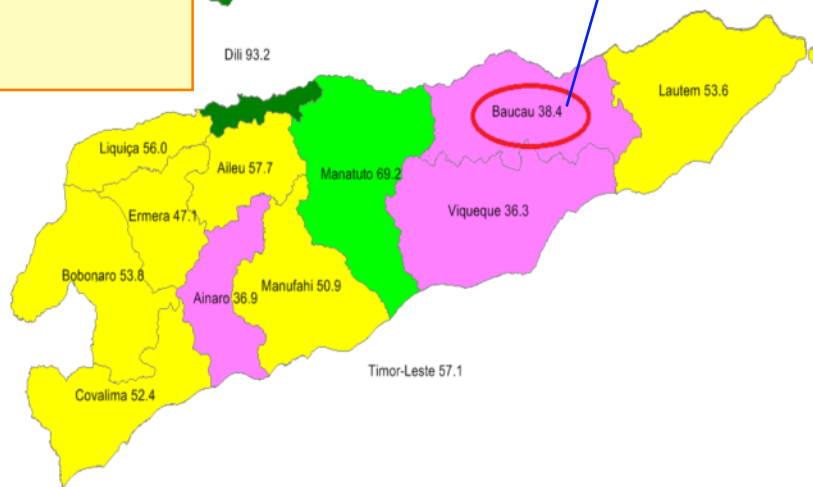 Dili 93.2
Lautem 53.6
Baucau 38.4
Liquiça 56.0
Aileu 57.7
Manatuto 69.2
Viqueque 36.3
Ermera 47.1
Bobonaro 53.8
Ainaro 36.9
Manufahi 50.9
Timor-Leste 57.1
Covalima 52.4